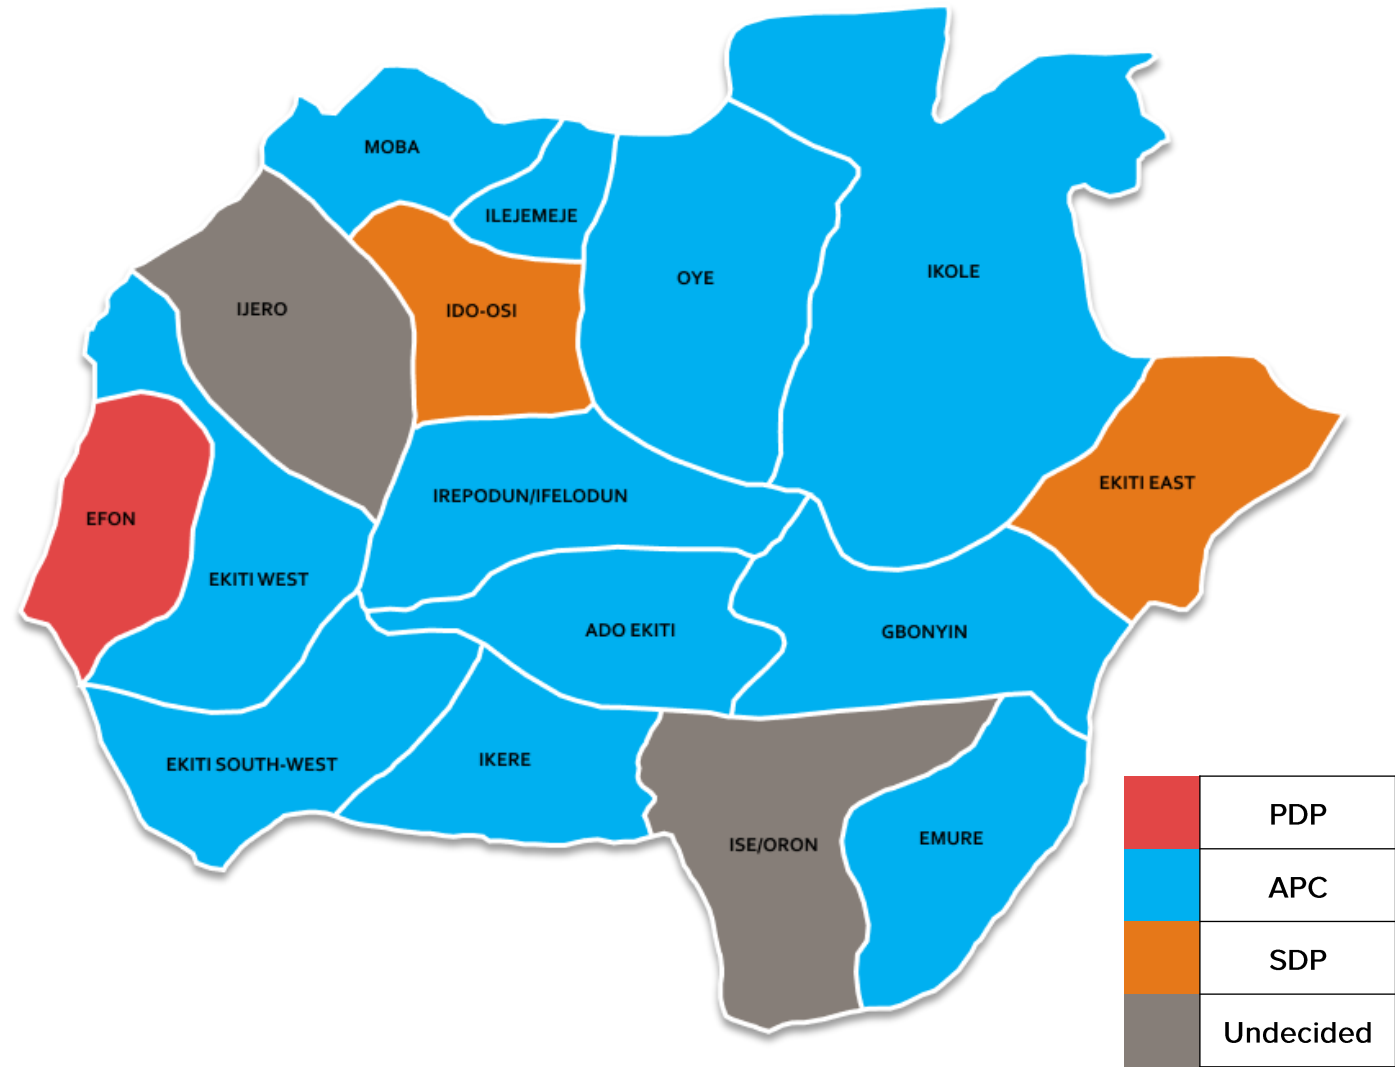 MOBA
ILEJEMEJE
OYE
IKOLE
IJERO
IDO-OSI
EKITI EAST
IREPODUN/IFELODUN
EFON
EKITI WEST
ADO EKITI
GBONYIN
EKITI SOUTH-WEST
IKERE
ISE/ORON
EMURE
PDP
APC
SDP
Undecided